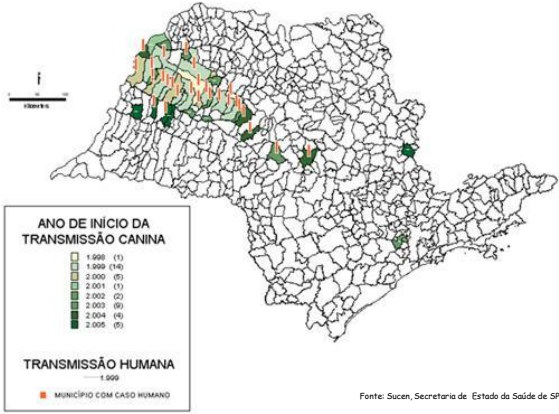 ANO DE INÍCIO DA
TRANSMISSÃO CANINA
1.998 (1)
1.999 (14)
2.000 (5)
2.001 (1)
2.002 (2)
2.003 (9)
2.004 (4)
2.005 (5)
TRANSMISSÃO HUMANA
1.999
MUNICÍPIO COM CASO HUMANO
Fonte: Sucen, Secretaria de Estado da Saúde de SP